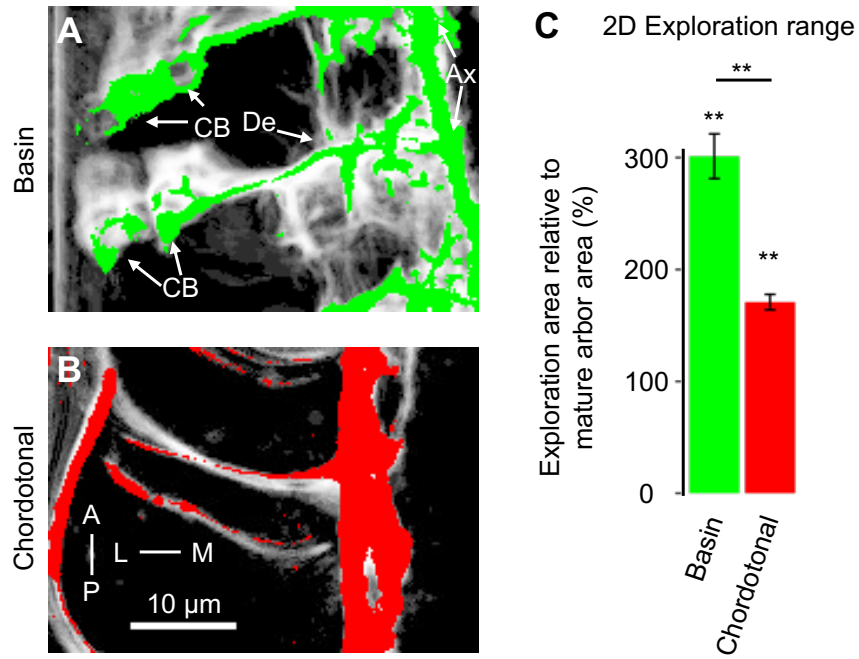 A
Ax
CB
De
CB
Basin
B
A
L M
P
10 µm
Chordotonal
C 2D Exploration range
**
**
**
Exploration area relative to
mature arbor area (%)
300
200
100
0
Basin
Chordotonal